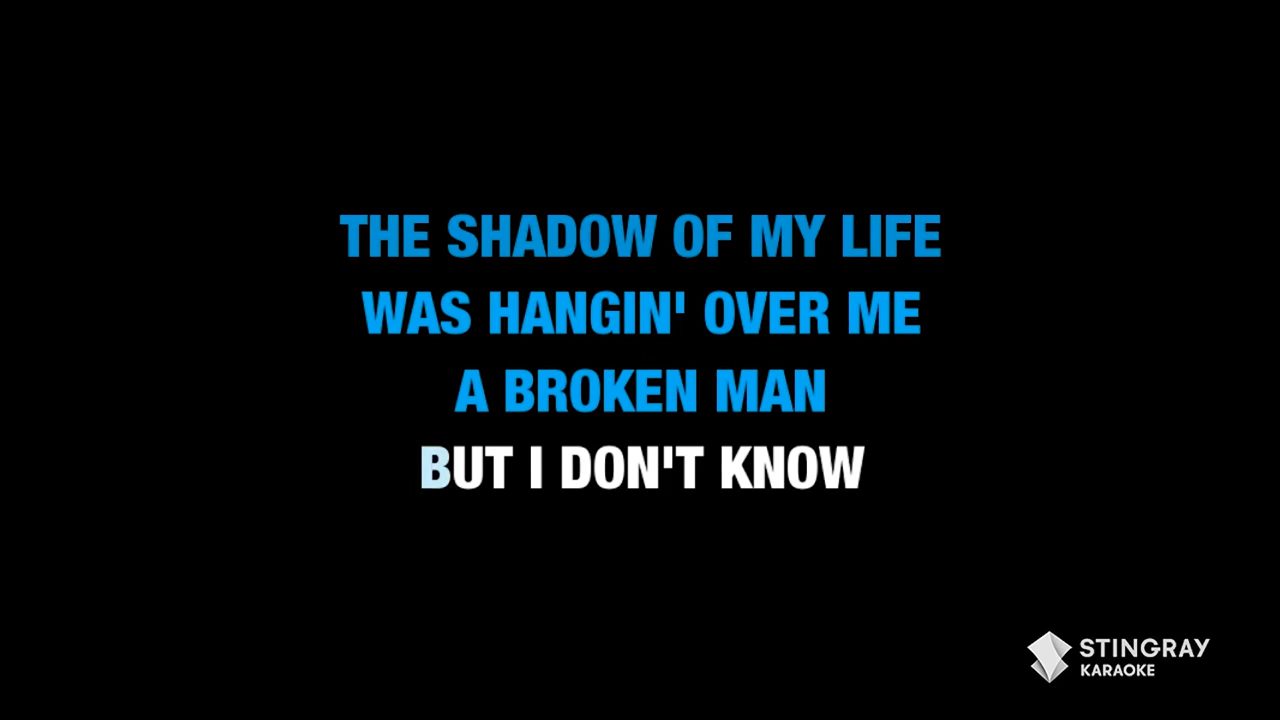 THE SHADOW OF MY LIFE
WAS HANGIN' OVER ME
A BROKEN MAN
BUT I DON'T KNOW
STINGRAY
KARAOKE